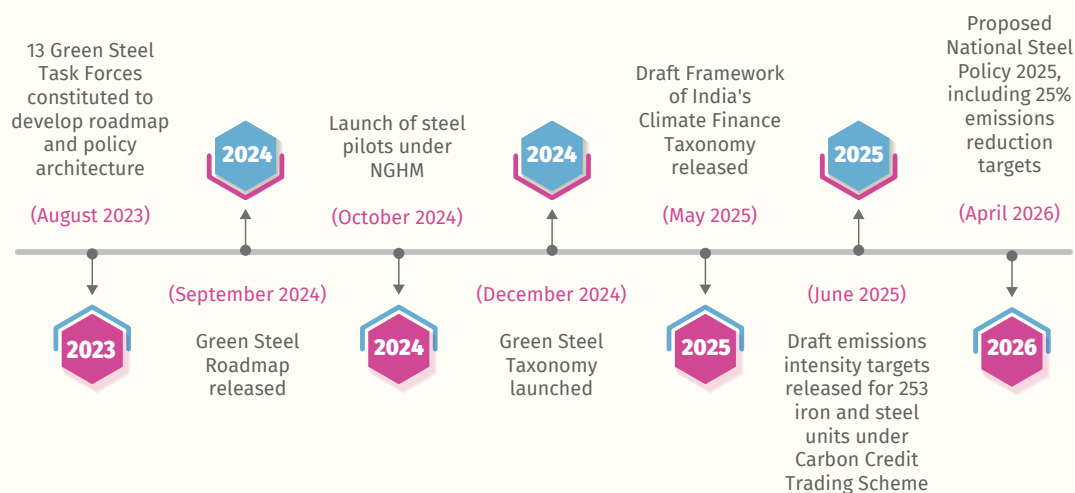 13 Green Steel
Task Forces
constituted to
develop roadmap
and policy
architecture
(August 2023)
2023
2024
(September 2024)
Green Steel
Roadmap
released
Launch of steel
pilots under
NGHM
(October 2024)
2024
2024
(December 2024)
Green Steel
Taxonomy
launched
Draft Framework
of India's
Climate Finance
Taxonomy
released
(May 2025)
2025
2025
(June 2025)
Draft emissions
intensity targets
released for 253
iron and steel
units under
Carbon Credit
Trading Scheme
Proposed
National Steel
Policy 2025,
including 25%
emissions
reduction
targets
(April 2026)
2026